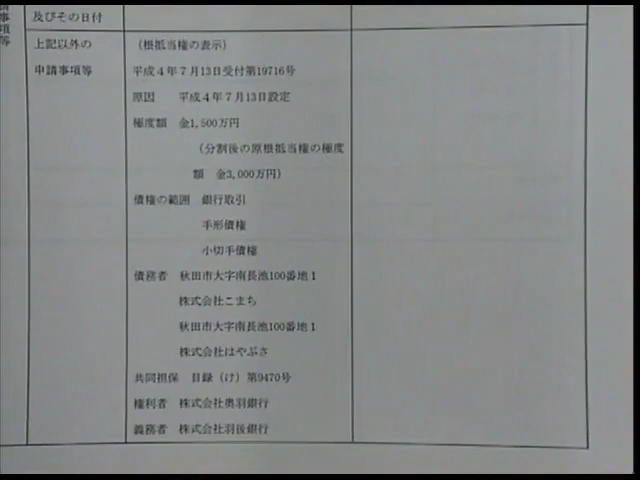 請事項等
及びその日付
上記以外の
申請事項等
（根抵当権の表示）
平成４年７月13日受付第19716号
原因　平成４年７月13日設定
極度額　金1,500万円
（分割後の原根抵当権の極度
額　金3,000万円）
債権の範囲　銀行取引
手形債権
小切手債権
債務者　秋田市大字南長池100番地１
株式会社こまち
秋田市大字南長池100番地１
株式会社はやぶさ
共同担保　目録（け）第9470号
権利者　株式会社奥羽銀行
義務者　株式会社羽後銀行